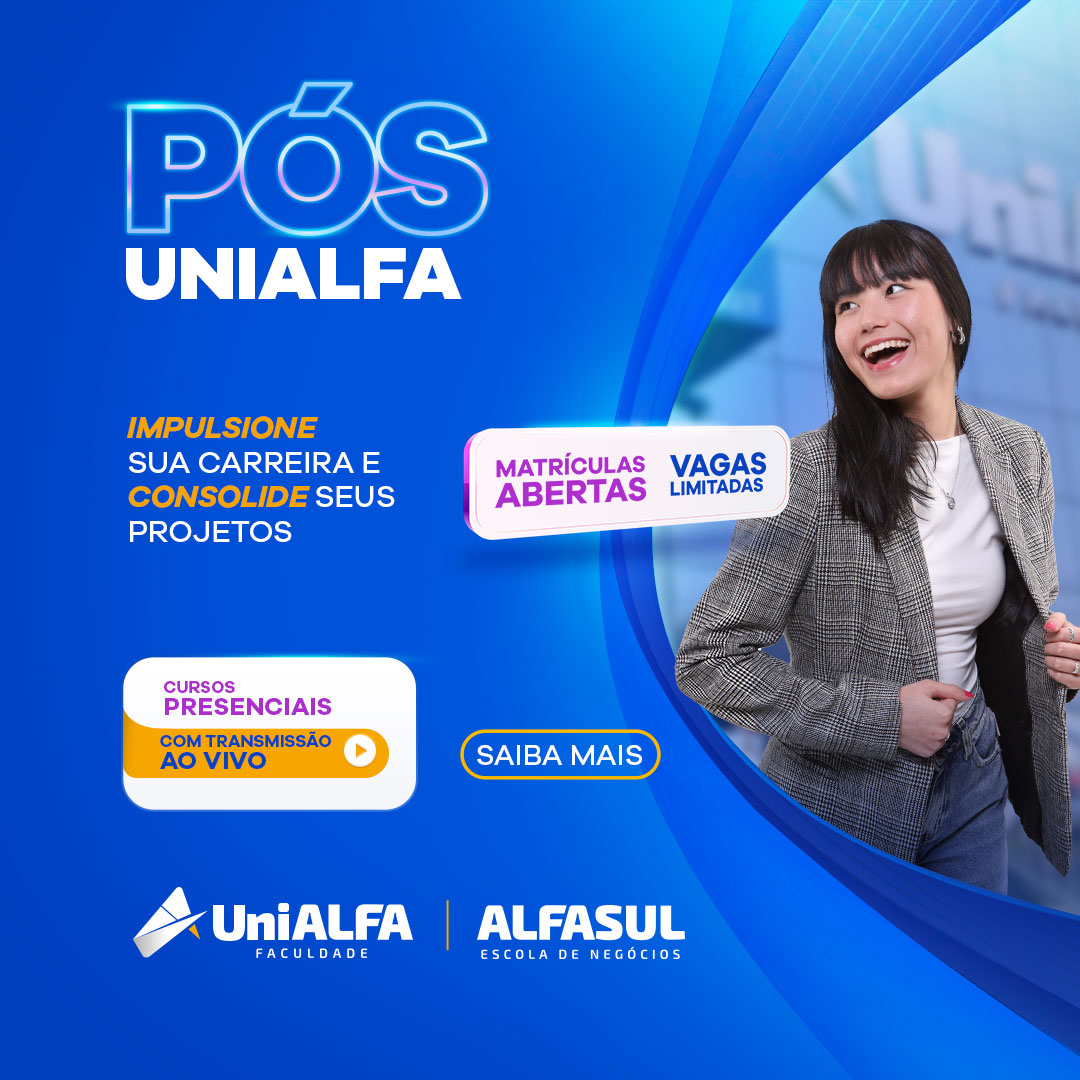 PÓS
UNIALFA
IMPULSIONE
SUA CARREIRA E
CONSOLIDE SEUS
PROJETOS
MATRÍCULAS
ABERTAS
VAGAS
LIMITADAS
CURSOS
PRESENCIAIS
COM TRANSMISSÃO
AO VIVO
SAIBA MAIS
UniALFA
FACULDADE
ALFASUL
ESCOLA DE NEGÓCIOS
Uni